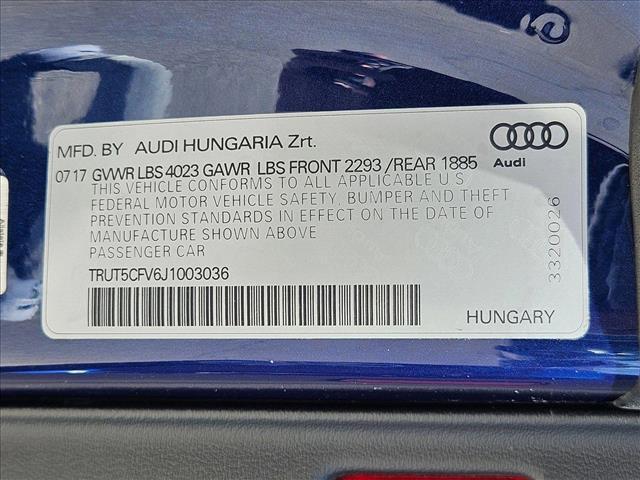 MFD. BY AUDI HUNGARIA Zrt.
Audi
07 17 GVWR LBS 4023 GAWR LBS FRONT 2293 /REAR 1885
THIS VEHICLE CONFORMS TO ALL APPLICABLE U S
FEDERAL MOTOR VEHICLE SAFETY, BUMPER AND THEFT
PREVENTION STANDARDS IN EFFECT ON THE DATE OF
MANUFACTURE SHOWN ABOVE
PASSENGER CAR
TRUT5CFV6J1003036
3320026
HUNGARY